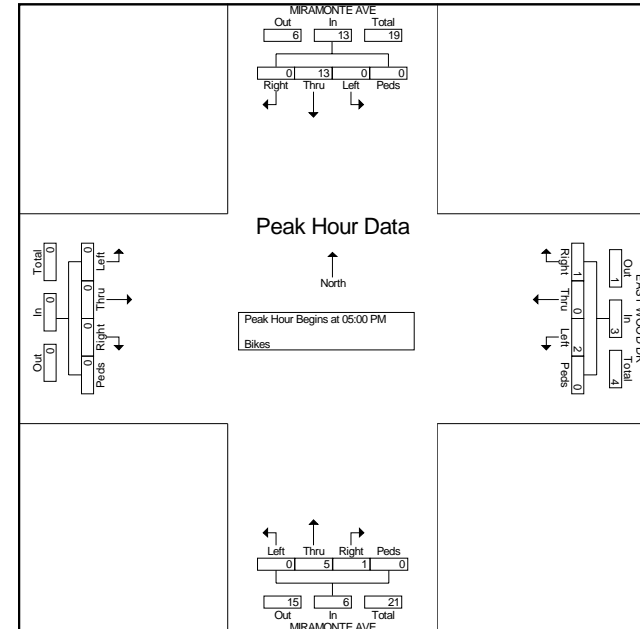 MIRAMONTE AVE
Out In Total
6 13 19
0 13 0 0
Right Thru Left Peds
Peak Hour Data
North
Peak Hour Begins at 05:00 PM
Bikes
Total In Out
0 0 0
0 0 0 0
Left Thru Right Peds
Right Thru Left Peds
1 0 2 0
1 3 4
Out In Total
Left Thru Right Peds
0 5 1 0
15 6 21
Out In Total
MIRAMONTE AVE